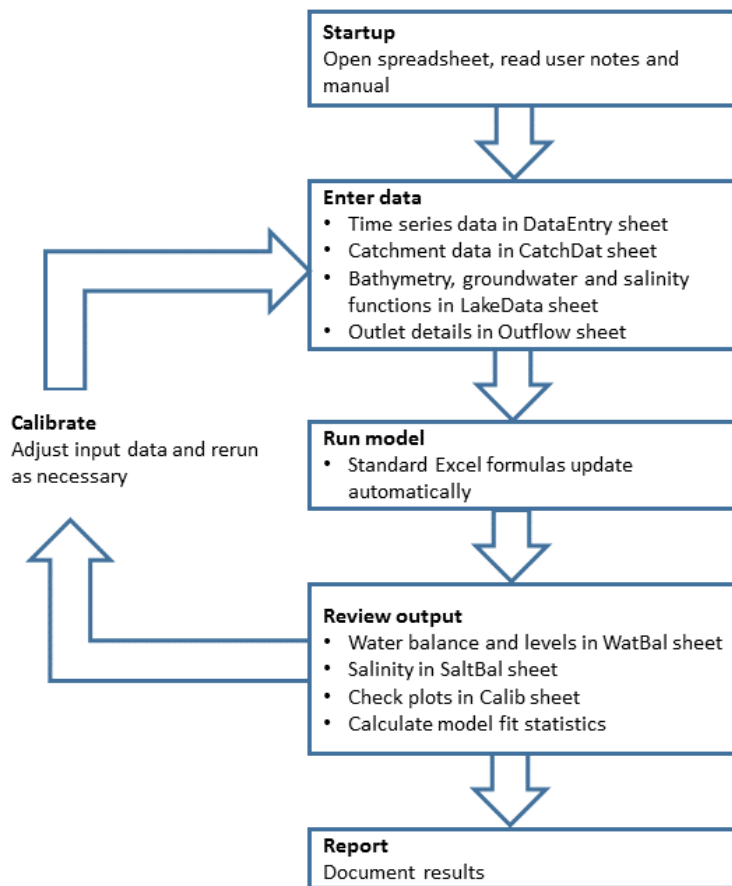 Startup
Open spreadsheet, read user notes and
manual
Enter data
• Time series data in DataEntry sheet
• Catchment data in CatchDat sheet
• Bathymetry, groundwater and salinity
functions in LakeData sheet
• Outlet details in Outflow sheet
Calibrate
Adjust input data and rerun
as necessary
Run model
• Standard Excel formulas update
automatically
Review output
• Water balance and levels in WatBal sheet
• Salinity in SaltBal sheet
• Check plots in Calib sheet
• Calculate model fit statistics
Report
Document results